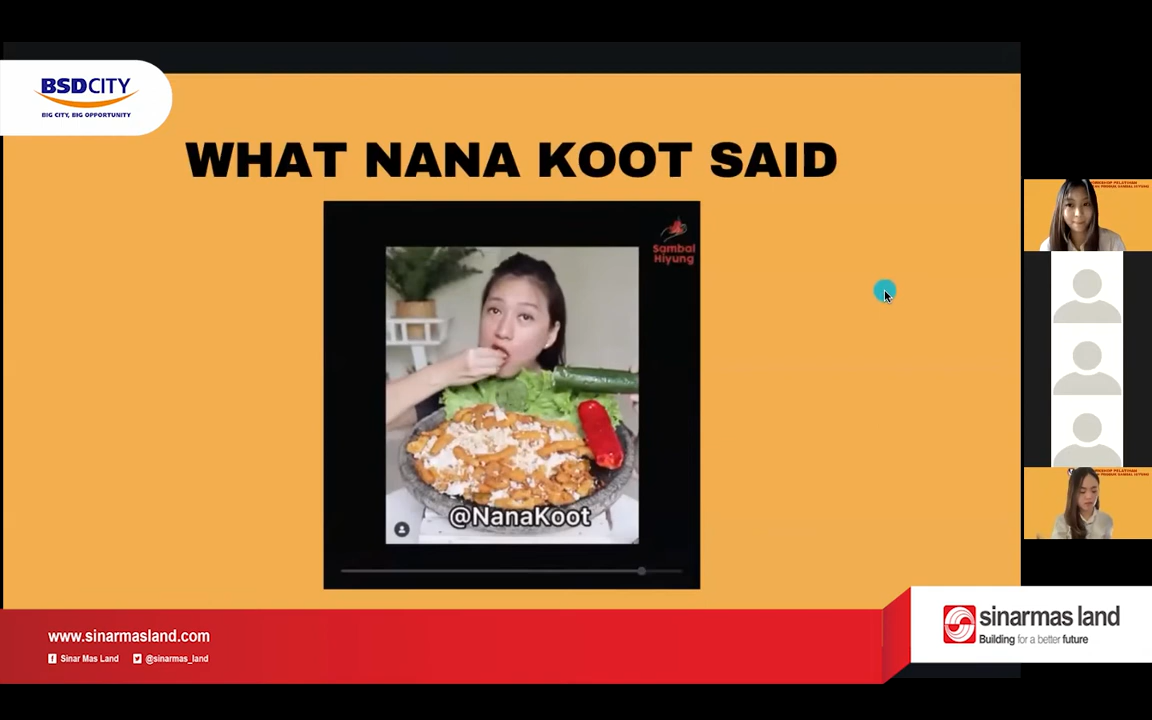 BSDCITY
BIG CITY, BIG OPPORTUNITY
WHAT NANA KOOT SAID
Sambal
Hiyung
@NanaKoot
www.sinarmasland.com
Sinar Mas Land
@sinarmas_land
sinarmas land
Building for a better future